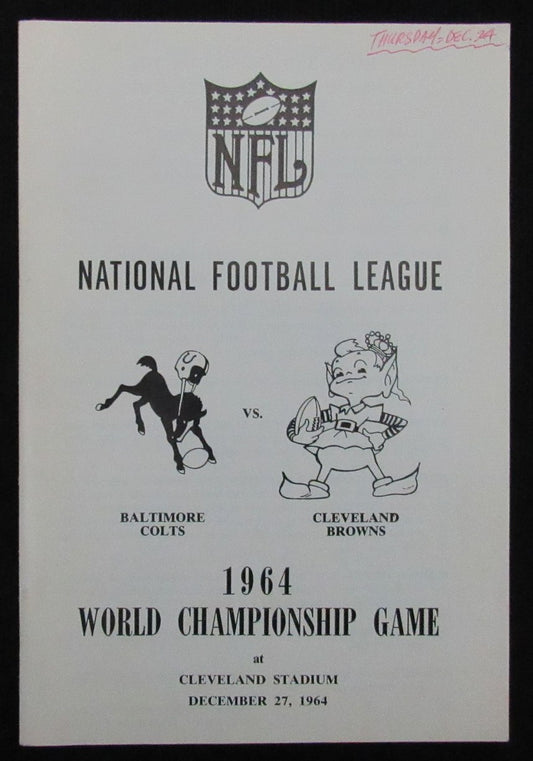 THURSDAY - DEC. 24
NFL
NATIONAL FOOTBALL LEAGUE
VS.
BALTIMORE
COLTS
CLEVELAND
BROWNS
1964
WORLD CHAMPIONSHIP GAME
at
CLEVELAND STADIUM
DECEMBER 27, 1964